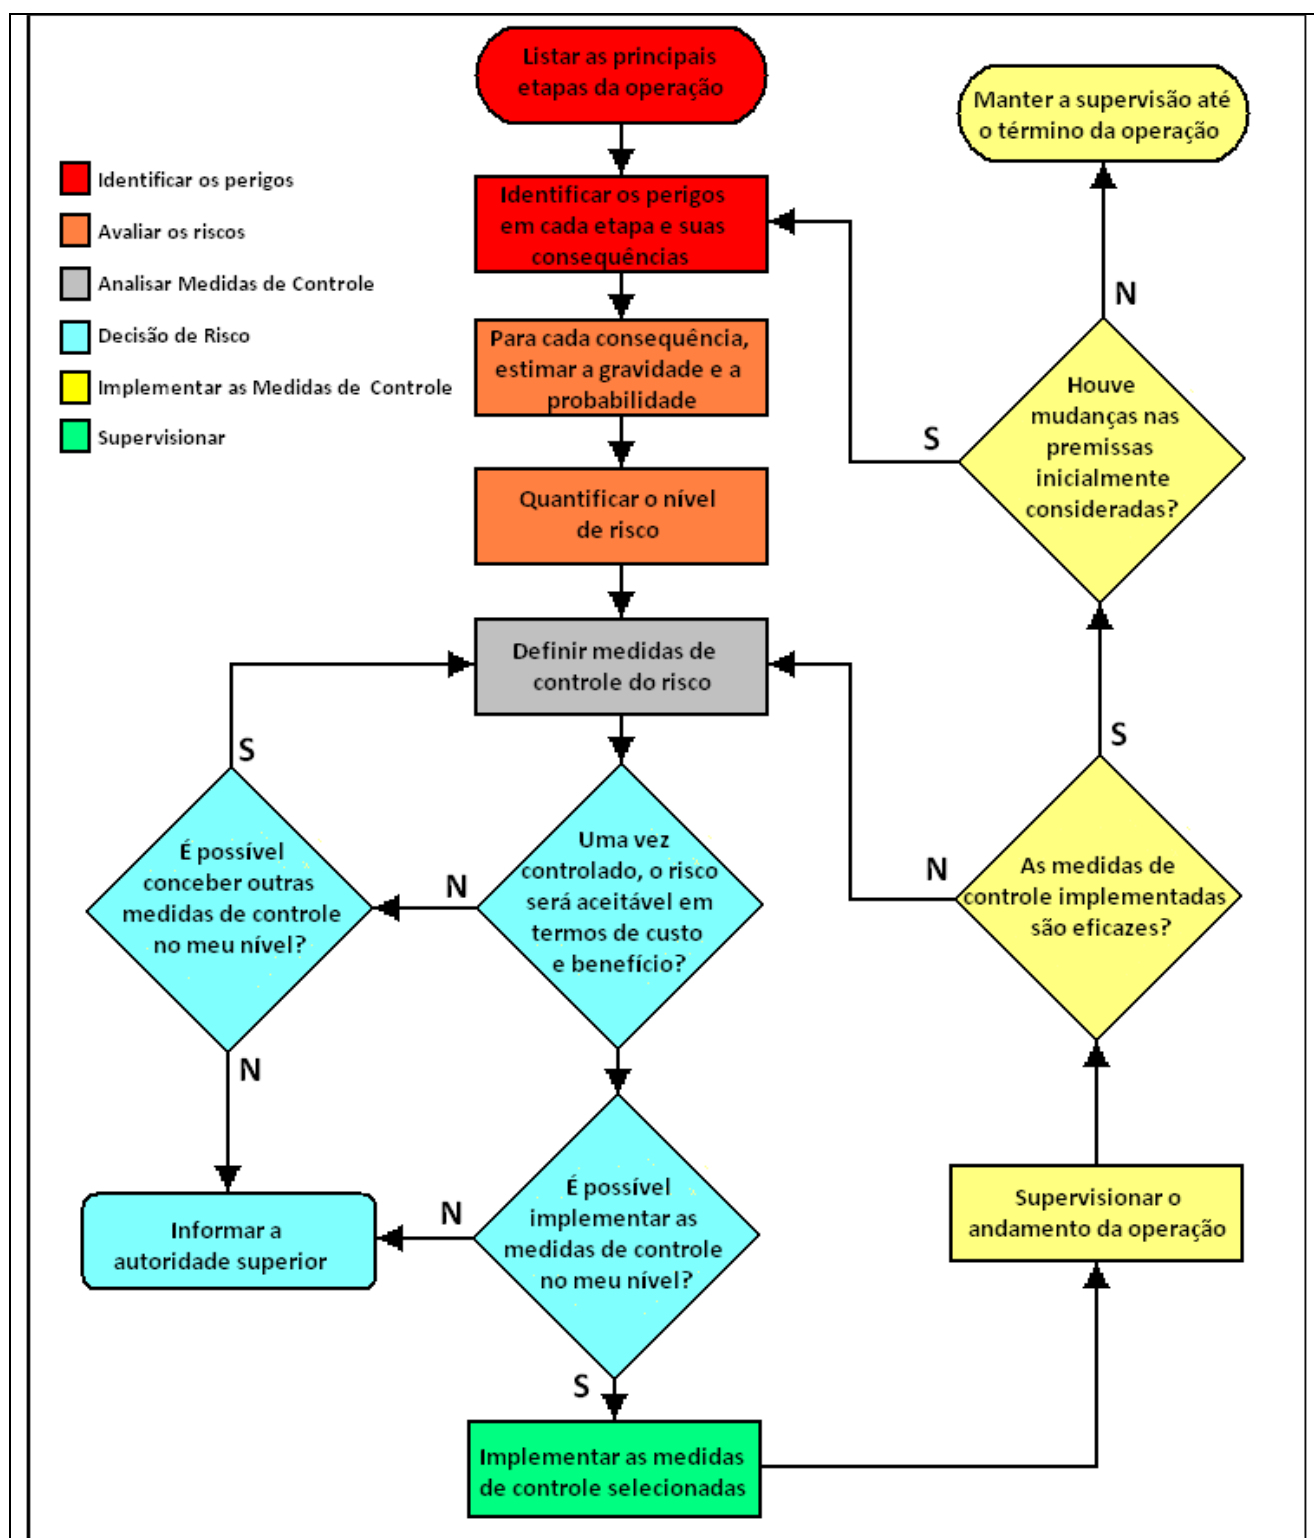 Listar as principais
etapas da operação
Identificar os perigos
Avaliar os riscos
Analisar Medidas de Controle
Decisão de Risco
Implementar as Medidas de Controle
Supervisionar
Identificar os perigos
em cada etapa e suas
consequências
Para cada consequência,
estimar a gravidade e a
probabilidade
Quantificar o nível
de risco
Definir medidas de
controle do risco
Uma vez
controlado, o risco
será aceitável em
termos de custo
e benefício?
N
É possível
conceber outras
medidas de controle
no meu nível?
S
N
Informar a
autoridade superior
É possível
implementar as
medidas de controle
no meu nível?
N
S
Implementar as medidas
de controle selecionadas
Supervisionar o
andamento da operação
As medidas de
controle implementadas
são eficazes?
N
S
Houve
mudanças nas
premissas
inicialmente
consideradas?
S
N
Manter a supervisão até
o término da operação